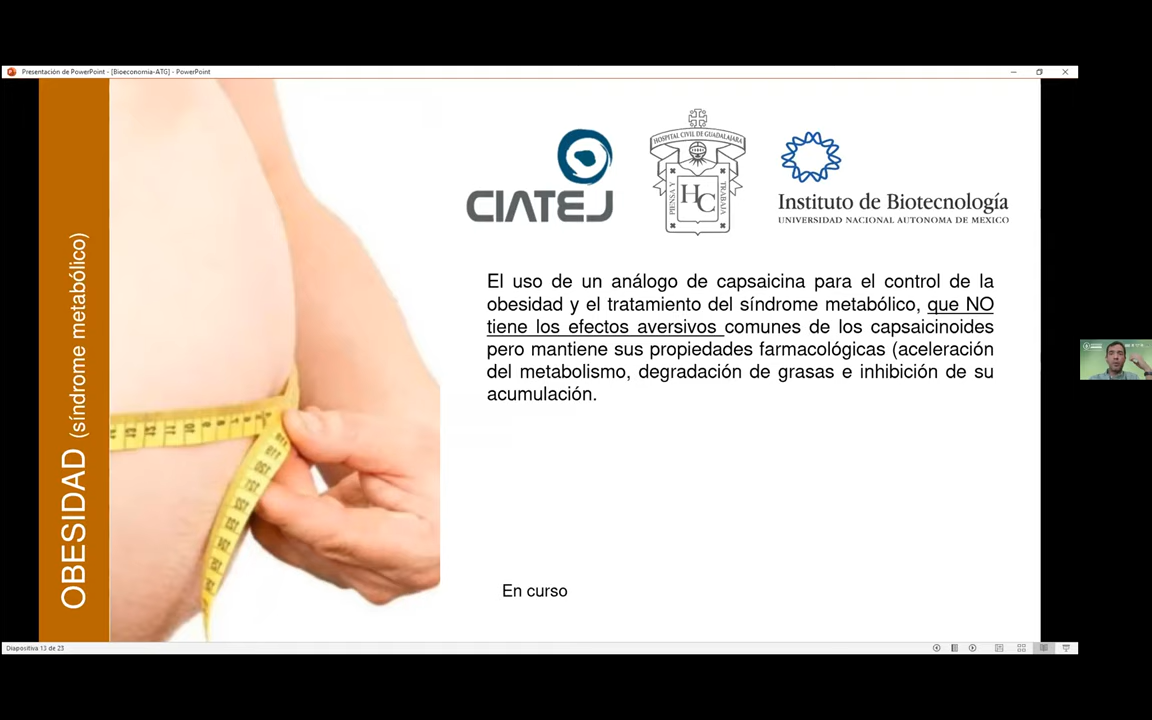 Presentación de PowerPoint - [Bioeconomia-ATG] - PowerPoint
OBESIDAD (síndrome metabólico)
CIATEJ
HOSPITAL CIVIL DE GUADALAJARA
PIENSA Y
TRABAJA
HC
Instituto de Biotecnología
UNIVERSIDAD NACIONAL AUTONOMA DE MEXICO
El uso de un análogo de capsaicina para el control de la
obesidad y el tratamiento del síndrome metabólico, que NO
tiene los efectos aversivos comunes de los capsaicinoides
pero mantiene sus propiedades farmacológicas (aceleración
del metabolismo, degradación de grasas e inhibición de su
acumulación.
En curso
Diapositiva 13 de 23